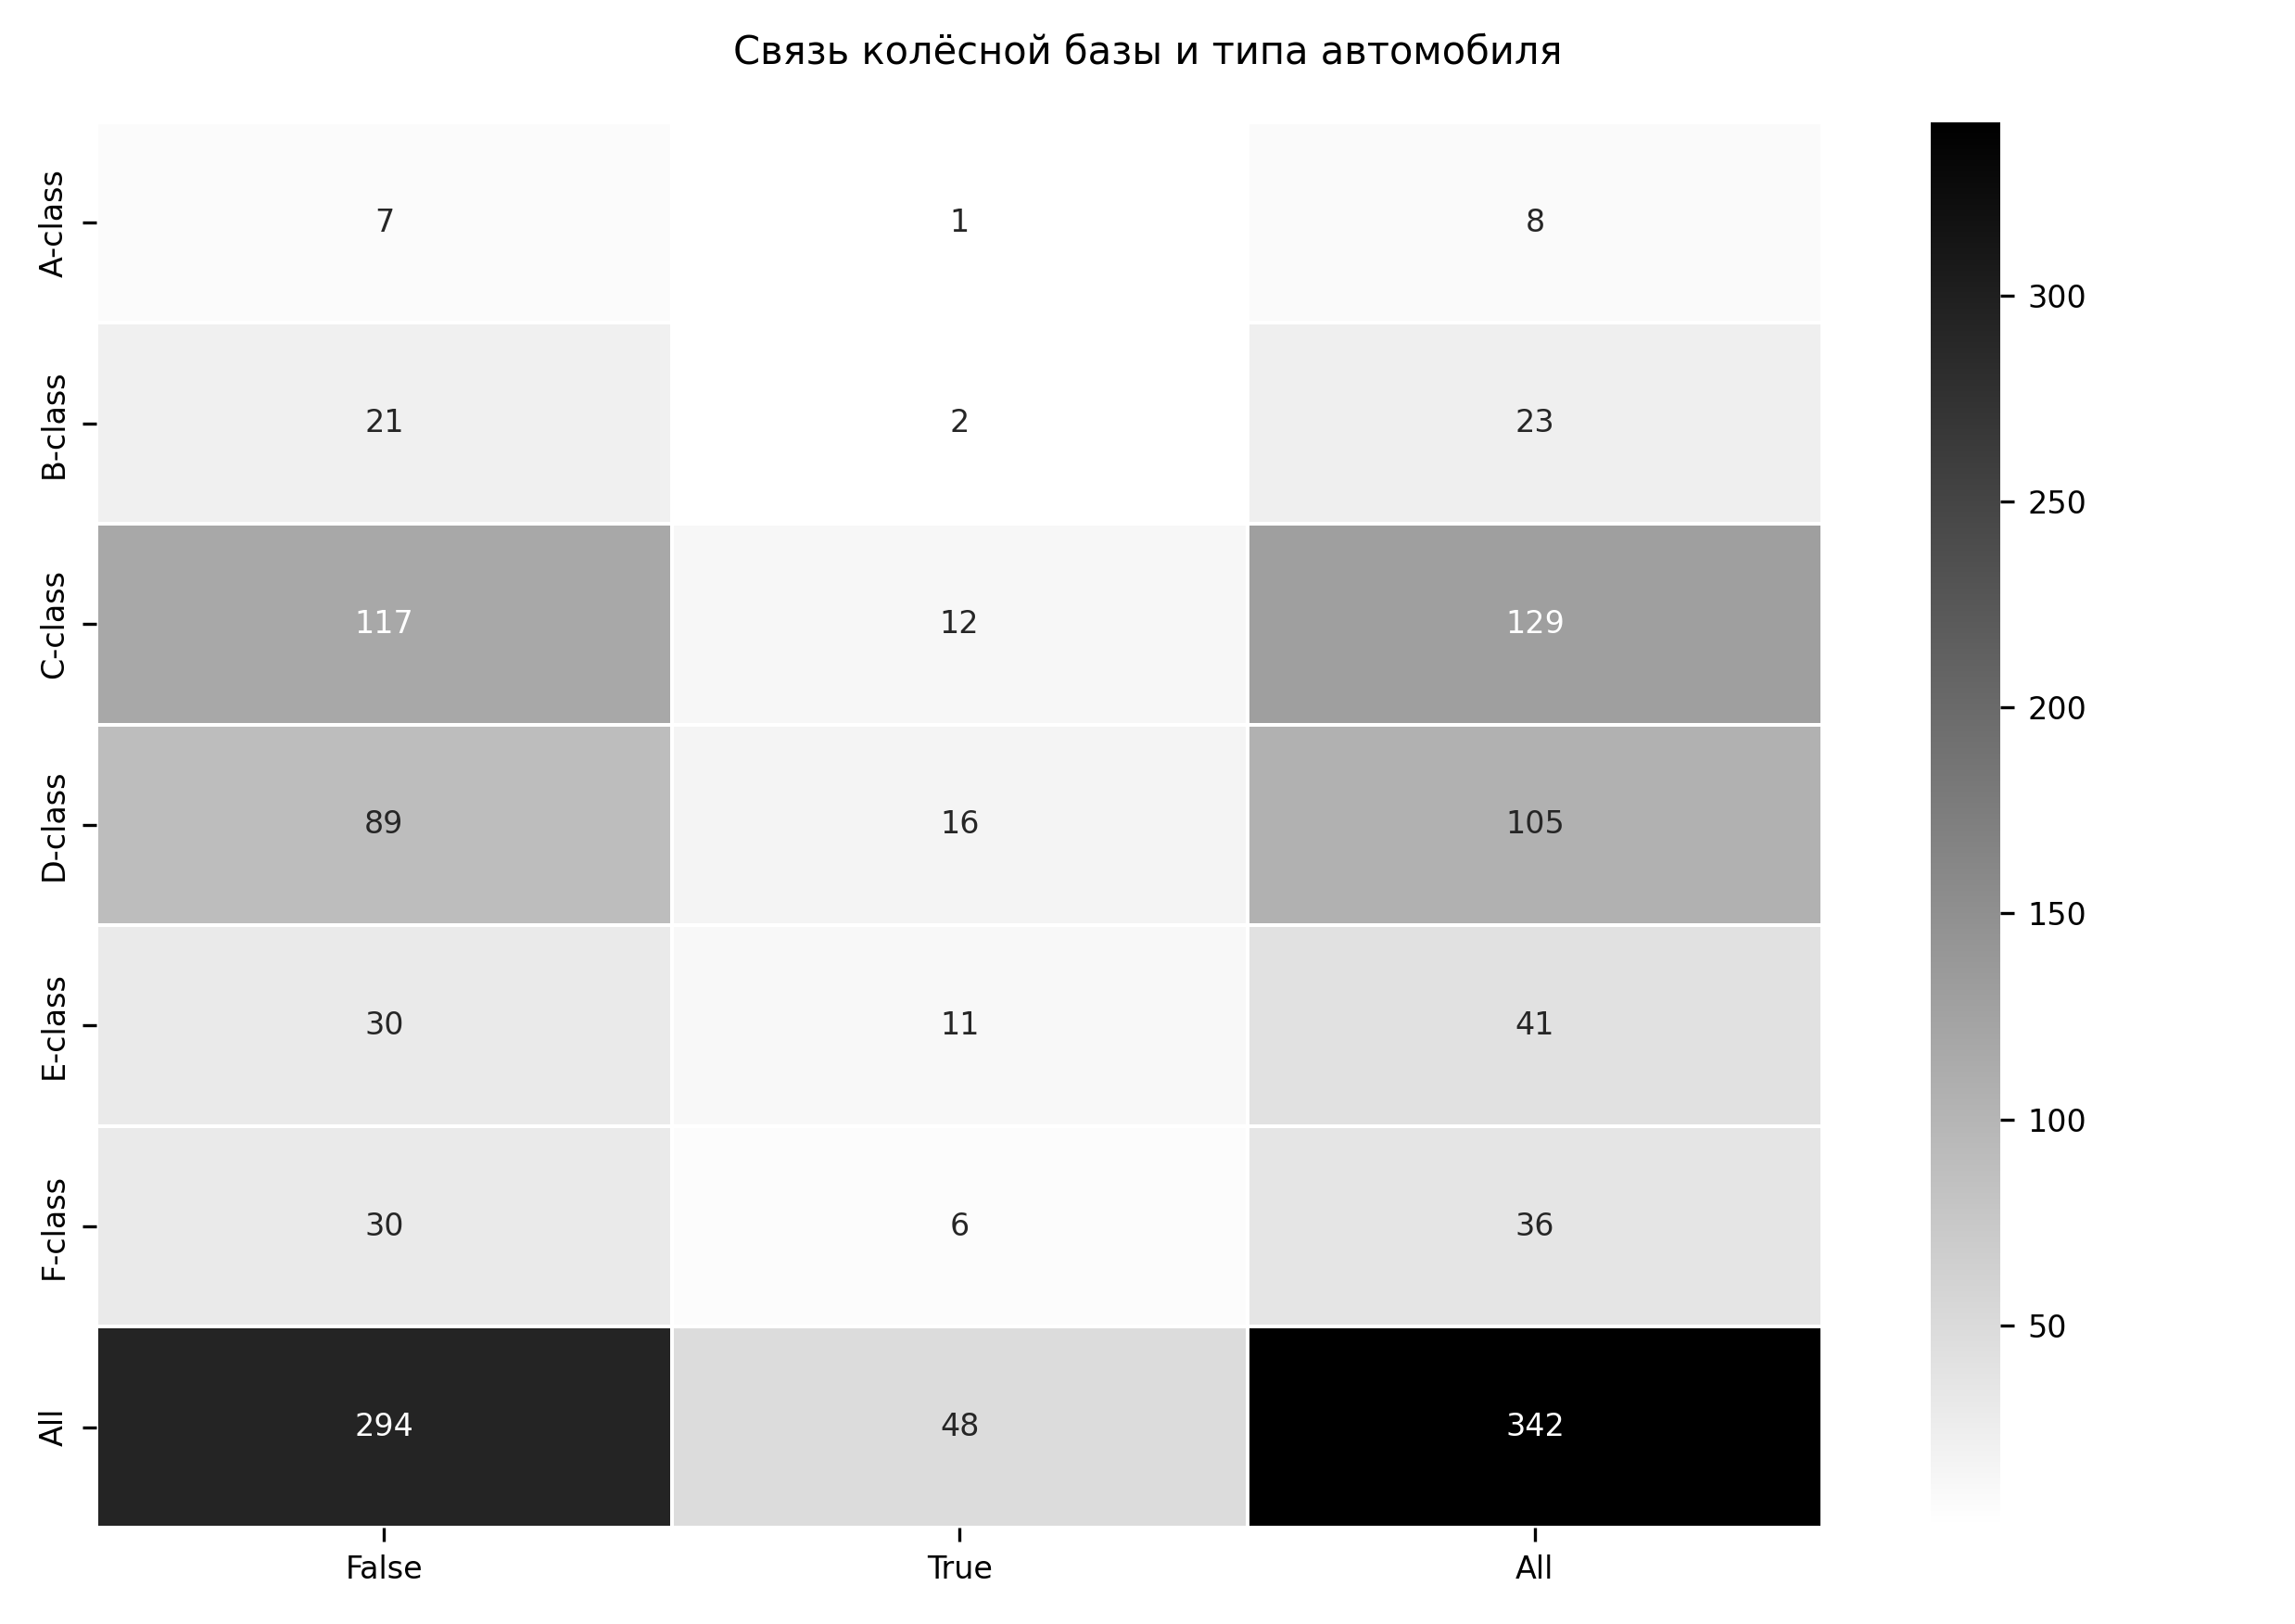 Связь колёсной базы и типа автомобиля
A-class
7 1 8
B-class
21 2 23
C-class
117 12 129
D-class
89 16 105
E-class
30 11 41
F-class
30 6 36
All
294 48 342
False True All
300
250
200
150
100
50